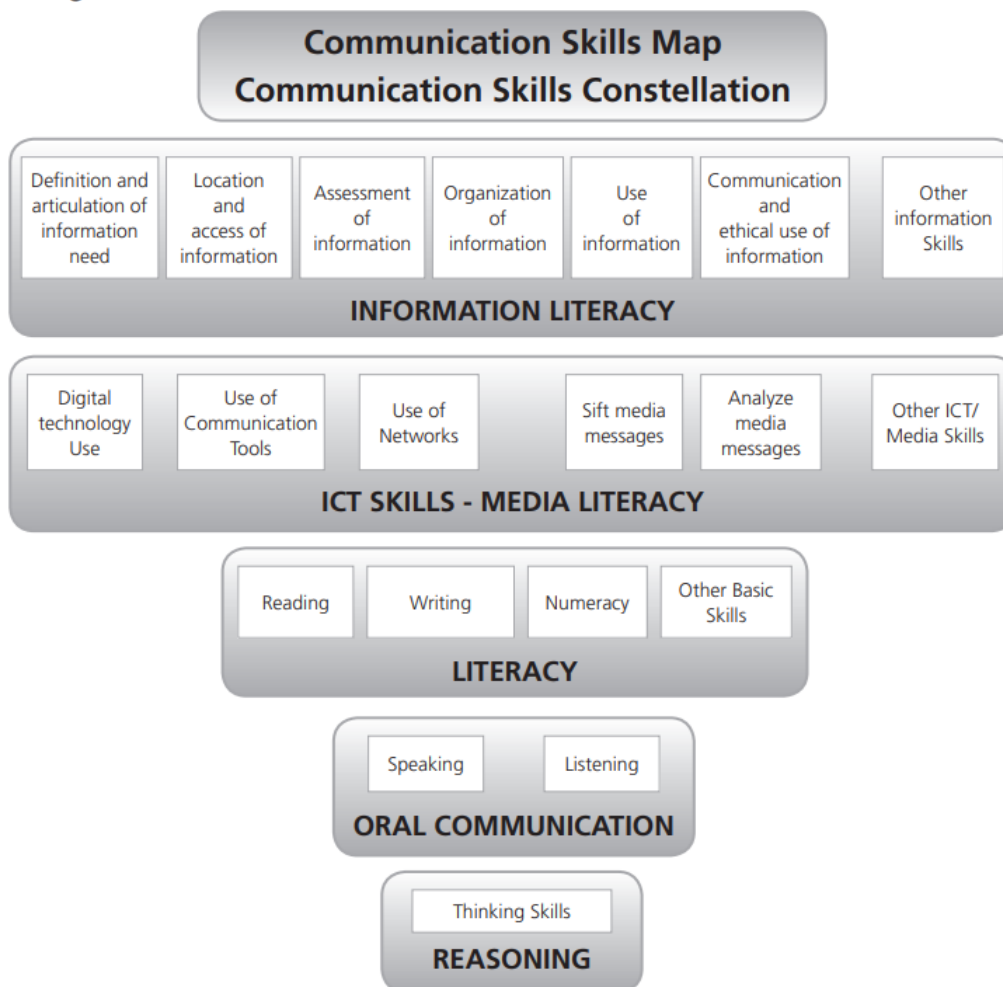 Communication Skills Map
Communication Skills Constellation
Definition and
articulation of
information
need
Location
and
access of
information
Assessment
of
information
Organization
of
information
Use
of
information
Communication
and
ethical use of
information
Other
information
Skills
INFORMATION LITERACY
Digital
technology
Use
Use of
Communication
Tools
Use of
Networks
Sift media
messages
Analyze
media
messages
Other ICT/
Media Skills
ICT SKILLS - MEDIA LITERACY
Reading
Writing
Numeracy
Other Basic
Skills
LITERACY
Speaking
Listening
ORAL COMMUNICATION
Thinking Skills
REASONING